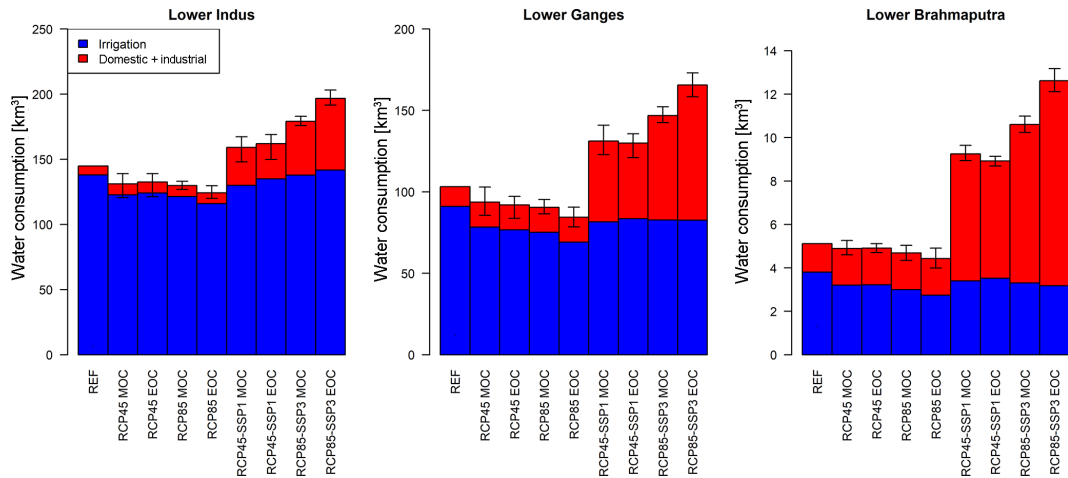 Lower Indus
Water consumption [km³]
250
200
150
100
50
0
Irrigation
Domestic + industrial
REF
RCP45 MOC
RCP45 EOC
RCP85 MOC
RCP85 EOC
RCP45-SSP1 MOC
RCP45-SSP1 EOC
RCP85-SSP3 MOC
RCP85-SSP3 EOC
Lower Ganges
Water consumption [km³]
200
150
100
50
0
REF
RCP45 MOC
RCP45 EOC
RCP85 MOC
RCP85 EOC
RCP45-SSP1 MOC
RCP45-SSP1 EOC
RCP85-SSP3 MOC
RCP85-SSP3 EOC
Lower Brahmaputra
Water consumption [km³]
14
12
10
8
6
4
2
0
REF
RCP45 MOC
RCP45 EOC
RCP85 MOC
RCP85 EOC
RCP45-SSP1 MOC
RCP45-SSP1 EOC
RCP85-SSP3 MOC
RCP85-SSP3 EOC